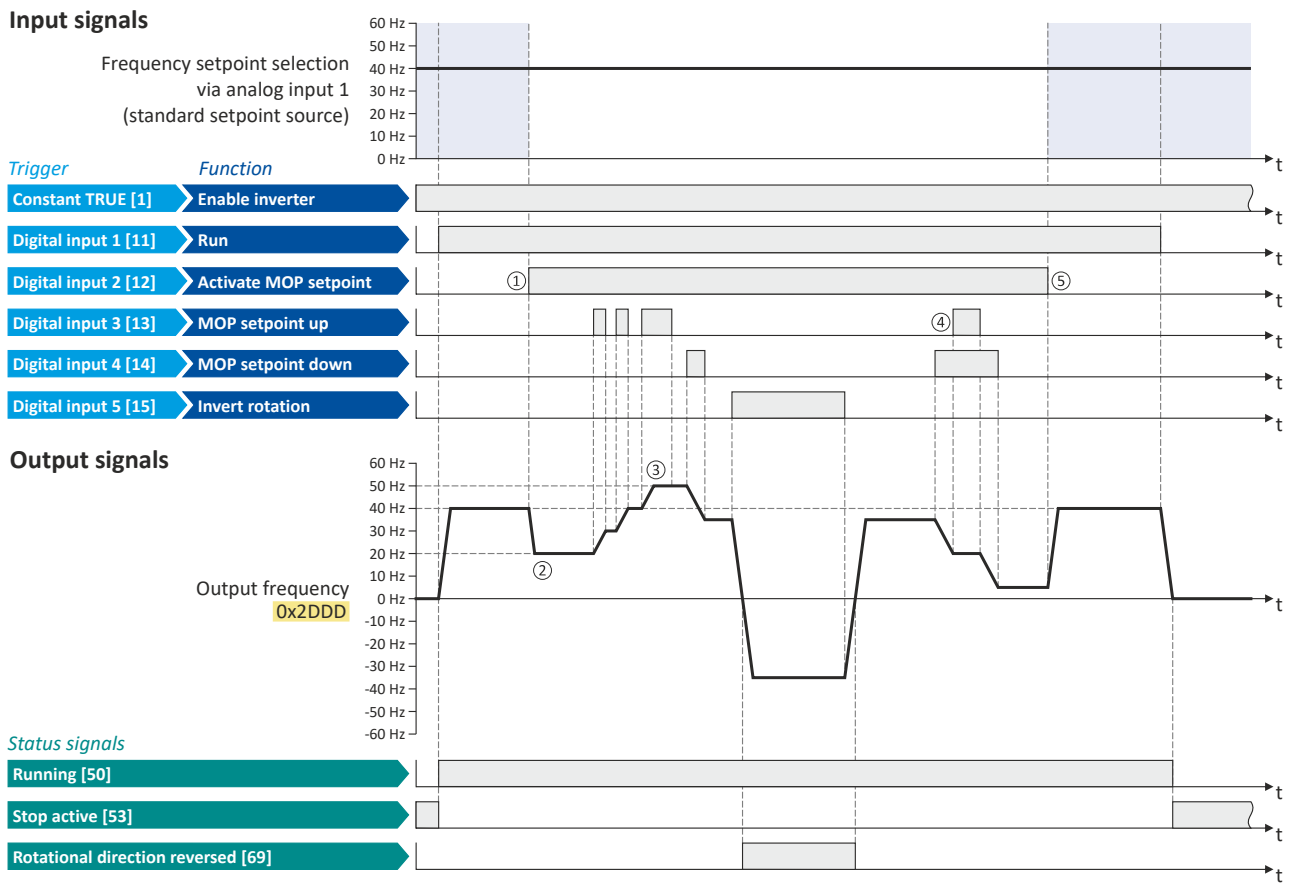 Input signals
Frequency setpoint selection
via analog input 1
(standard setpoint source)
60 Hz
50 Hz
40 Hz
30 Hz
20 Hz
10 Hz
0 Hz
t
Trigger Function
Constant TRUE [1] Enable inverter
t
Digital input 1 [11] Run
t
Digital input 2 [12] Activate MOP setpoint
① ⑤
t
Digital input 3 [13] MOP setpoint up
④
t
Digital input 4 [14] MOP setpoint down
t
Digital input 5 [15] Invert rotation
t
Output signals
60 Hz
50 Hz
40 Hz
30 Hz
20 Hz
10 Hz
0 Hz
-10 Hz
-20 Hz
-30 Hz
-40 Hz
-50 Hz
-60 Hz
③
②
Output frequency
0x2DDD
t
Status signals
Running [50]
t
Stop active [53]
t
Rotational direction reversed [69]
t